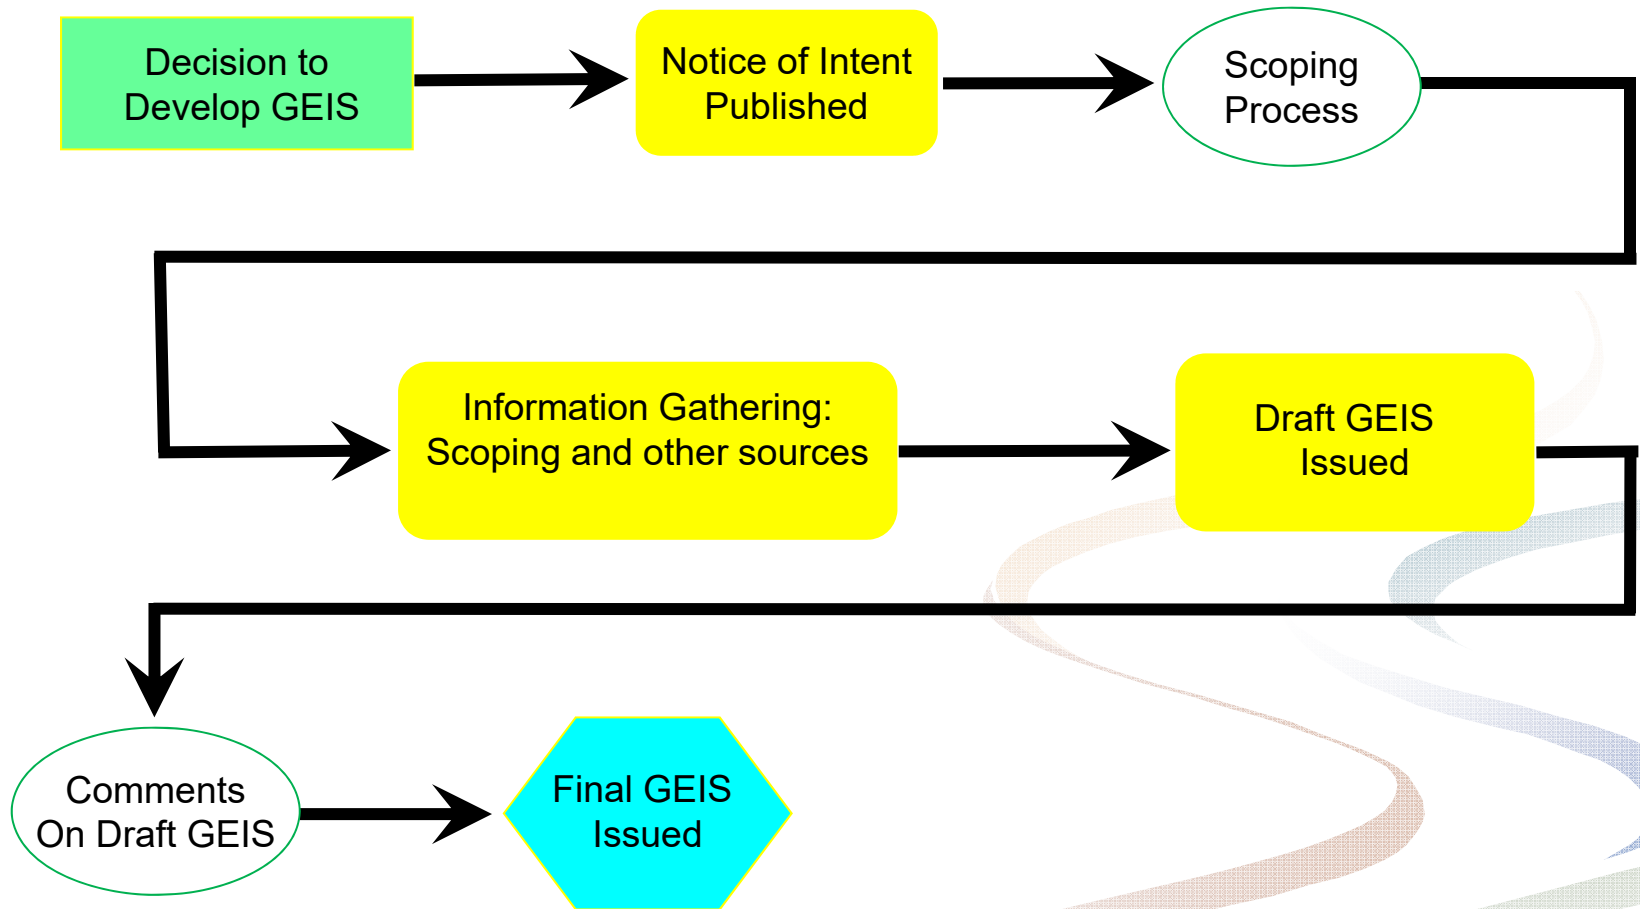 Decision to
Develop GEIS
Notice of Intent
Published
Scoping
Process
Information Gathering:
Scoping and other sources
Draft GEIS
Issued
Comments
On Draft GEIS
Final GEIS
Issued